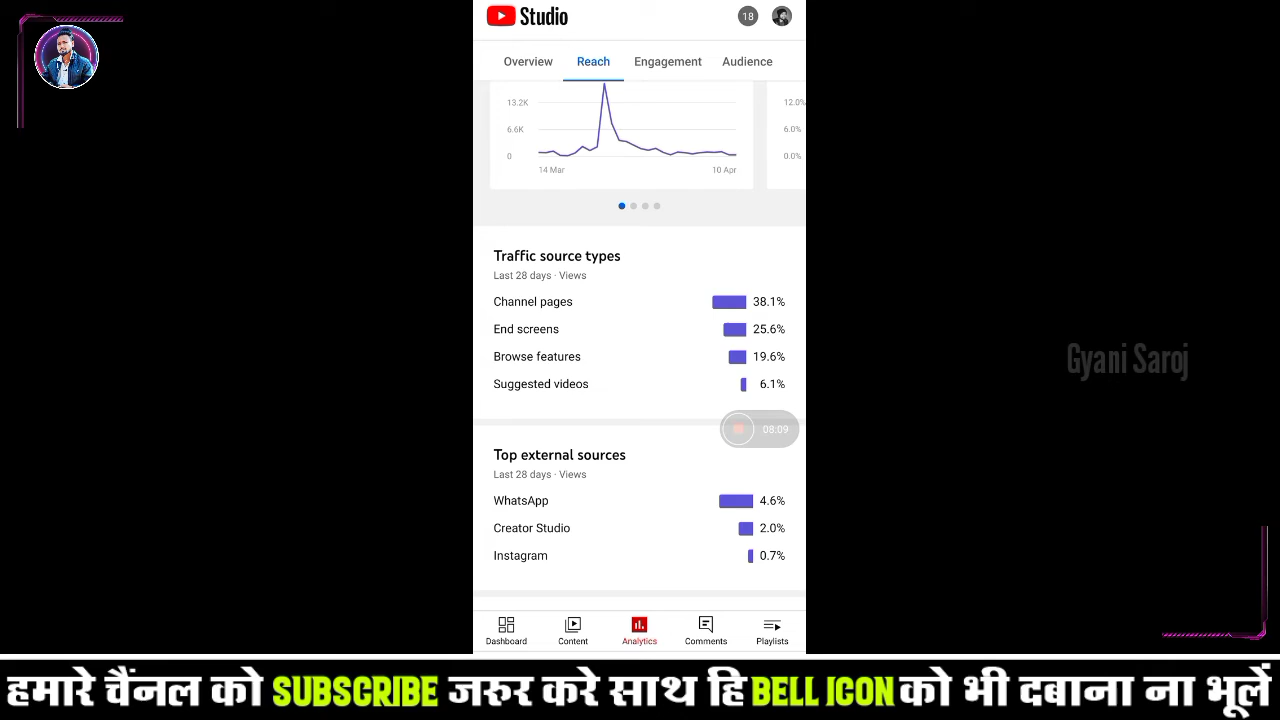 Studio
18
Overview Reach Engagement Audience
13.2K
6.6K
0
14 Mar 10 Apr
12.0%
6.0%
0.0%
Traffic source types
Last 28 days · Views
Channel pages 38.1%
End screens 25.6%
Browse features 19.6%
Suggested videos 6.1%
08:09
Gyani Saroj
Top external sources
Last 28 days · Views
WhatsApp 4.6%
Creator Studio 2.0%
Instagram 0.7%
Dashboard Content Analytics Comments Playlists
हमारे चैंनल को SUBSCRIBE जरुर करे साथ हि BELL ICON को भी दबाना ना भूलें